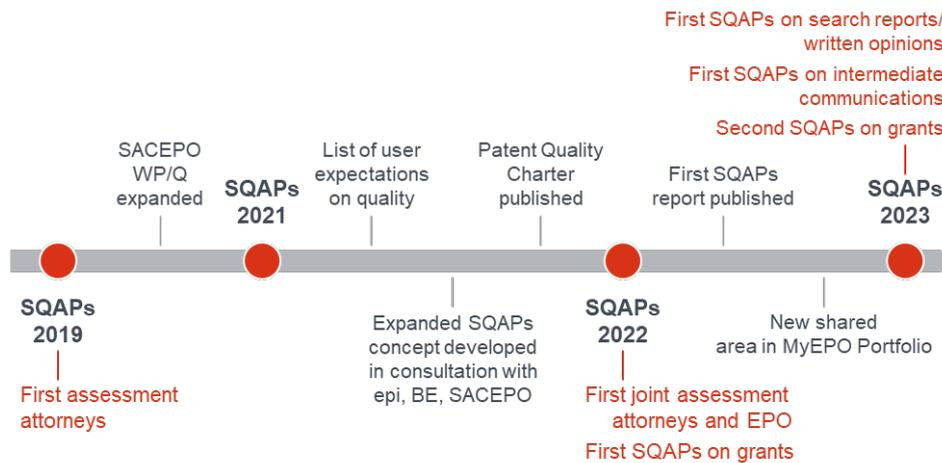 First SQAPs on search reports/
written opinions
First SQAPs on intermediate
communications
Second SQAPs on grants
SACEPO
WP/Q
expanded
SQAPs
2021
List of user
expectations
on quality
Patent Quality
Charter
published
First SQAPs
report published
SQAPs
2023
SQAPs
2019
First assessment
attorneys
Expanded SQAPs
concept developed
in consultation with
epi, BE, SACEPO
SQAPs
2022
First joint assessment
attorneys and EPO
First SQAPs on grants
New shared
area in MyEPO Portfolio